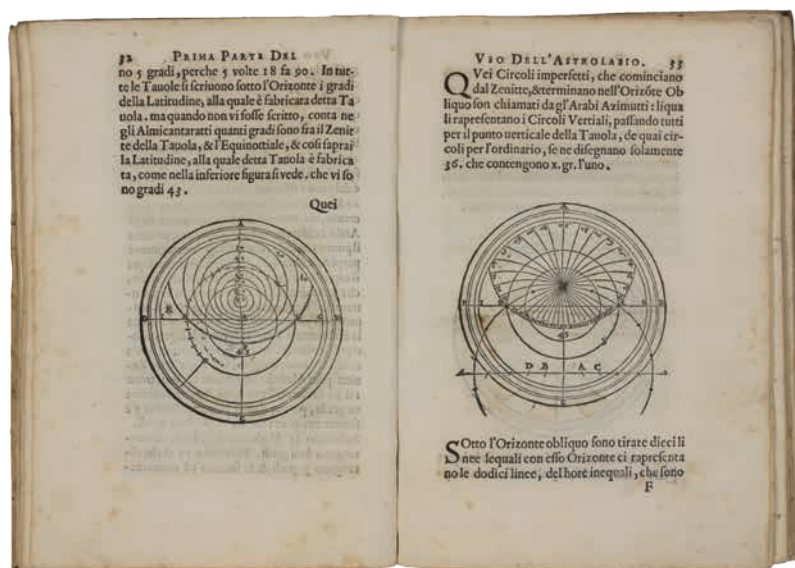 32 PRIMA PARTE DEL
no 5 gradi, perche 5 volte 18 fa 90. In tut-
te le Tauole si scriuono sotto l'Orizonte i gradi
della Latitudine, alla quale è fabricata detta Ta
uola. ma quando non vi fosse scritto, conta ne
gli Almicantaratti quanti gradi sono fra il Zenit
te della Tauola, & l'Equinottiale, & cosi saprai
la Latitudine, alla quale detta Tauola è fabrica
ta, come nella inferiore figura si vede. che vi so
no gradi 43.
Quei
A
B
43
VSO DELL'ASTROLABIO. 33
QVei Circoli imperfetti, che cominciano
dal Zenitte, & terminano nell'Orizōte Ob
liquo son chiamati da gl'Arabi Azimutti: liqua
li rapresentano i Circoli Vertiali, passando tutti
per il punto uerticale della Tauola, de quai cir-
coli per l'ordinario, se ne disegnano solamente
36. che contengono x. gr. l'uno.
A
43
D B A C
SOtto l'Orizonte obliquo sono tirate dieci li
nee lequali con esso Orizonte ci rapresenta
no le dodici linee, del hore inequali, che sono
F